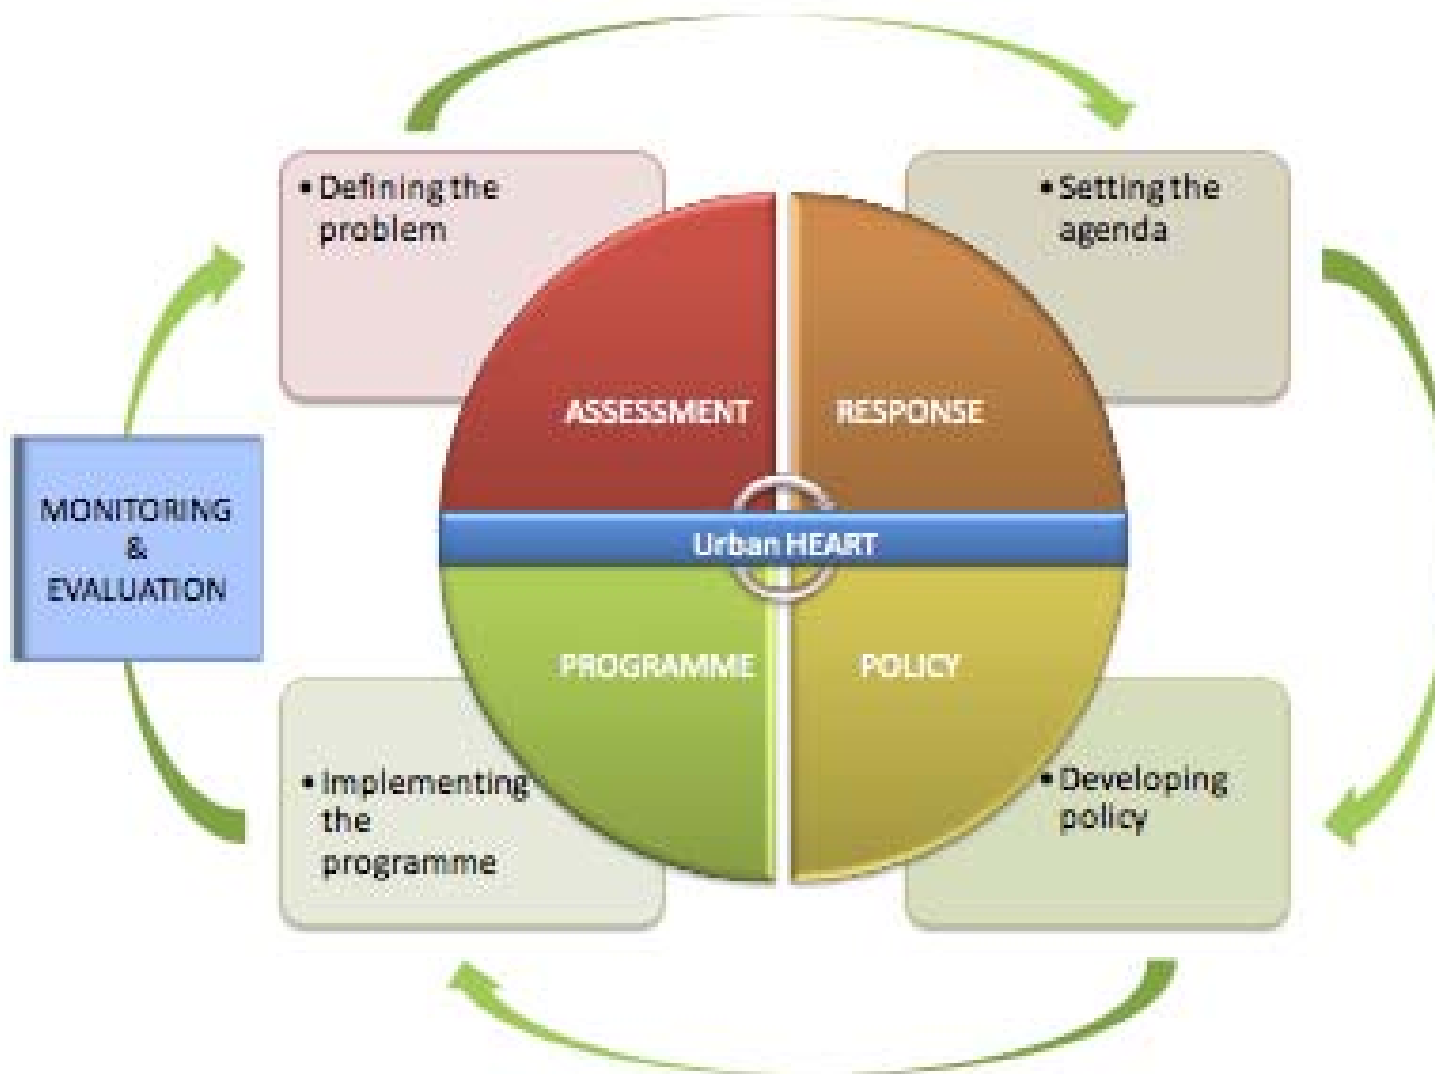 • Defining the
problem
• Setting the
agenda
ASSESSMENT
RESPONSE
MONITORING
&
EVALUATION
Urban HEART
PROGRAMME
POLICY
• Implementing
the
programme
• Developing
policy